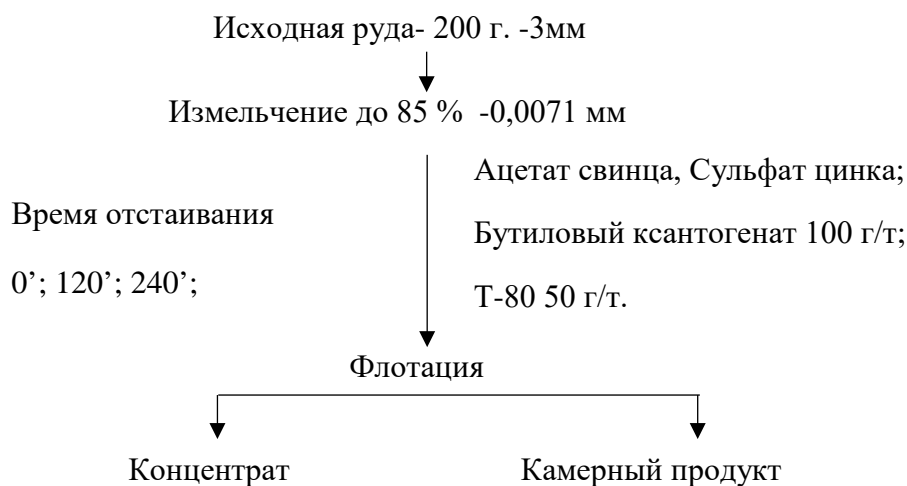 Исходная руда- 200 г. -3мм
Измельчение до 85 % -0,0071 мм
Ацетат свинца, Сульфат цинка;
Время отстаивания
Бутиловый ксантогенат 100 г/т;
0’; 120’; 240’;
Т-80 50 г/т.
Флотация
Концентрат
Камерный продукт